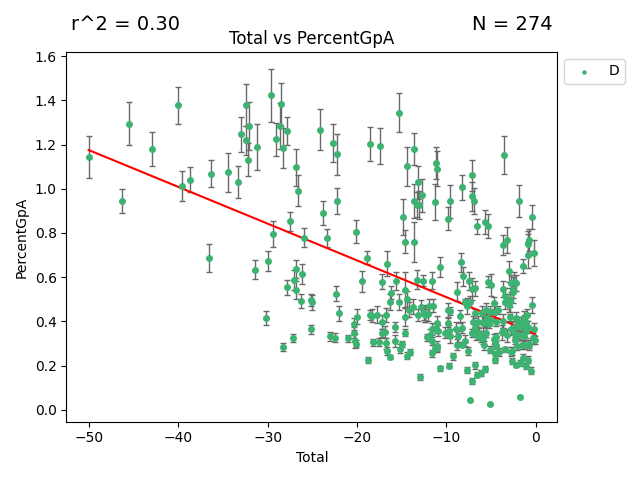 r^2 = 0.30
N = 274
Total vs PercentGpA
D
1.6
1.4
1.2
1.0
0.8
0.6
0.4
0.2
0.0
PercentGpA
−50
−40
−30
−20
−10
0
Total